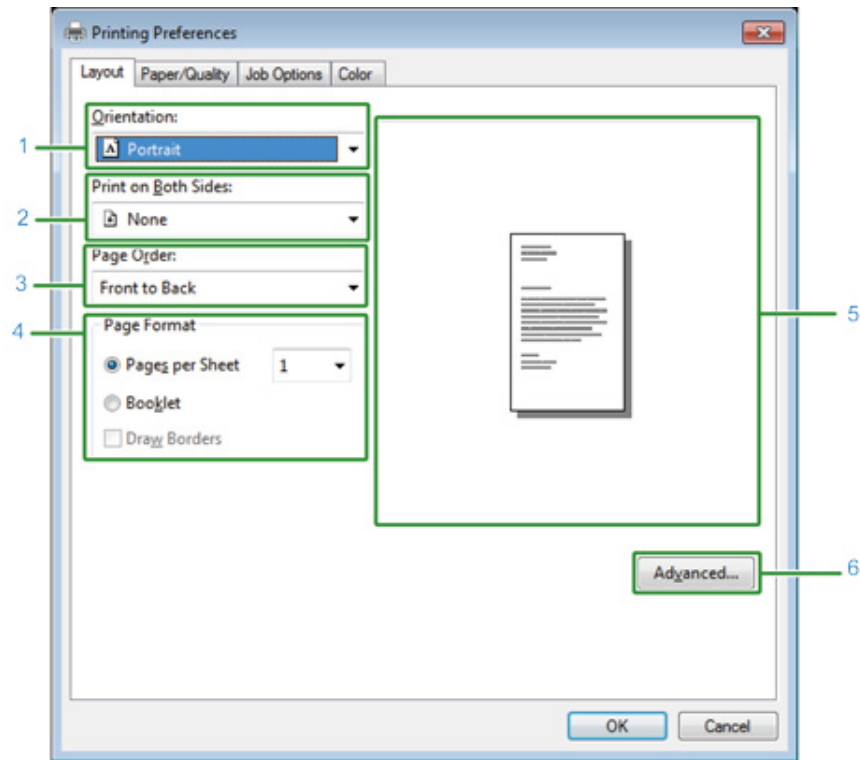 Printing Preferences
Layout Paper/Quality Job Options Color
Orientation:
1
Portrait
Print on Both Sides:
2
None
Page Order:
3
Front to Back
4
Page Format
5
Pages per Sheet 1
Booklet
Draw Borders
Advanced...
6
OK Cancel